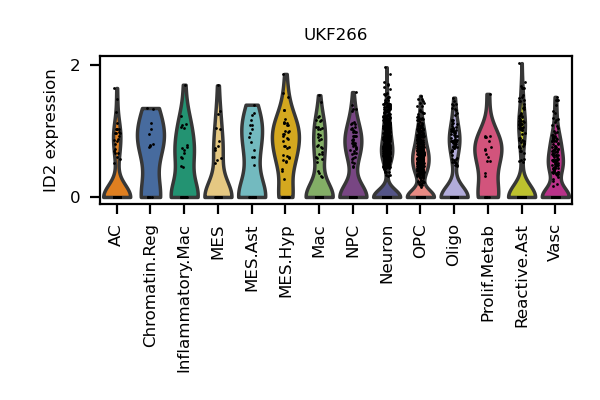 UKF266
ID2 expression
2
0
AC
Chromatin.Reg
Inflammatory.Mac
MES
MES.Ast
MES.Hyp
Mac
NPC
Neuron
OPC
Oligo
Prolif.Metab
Reactive.Ast
Vasc